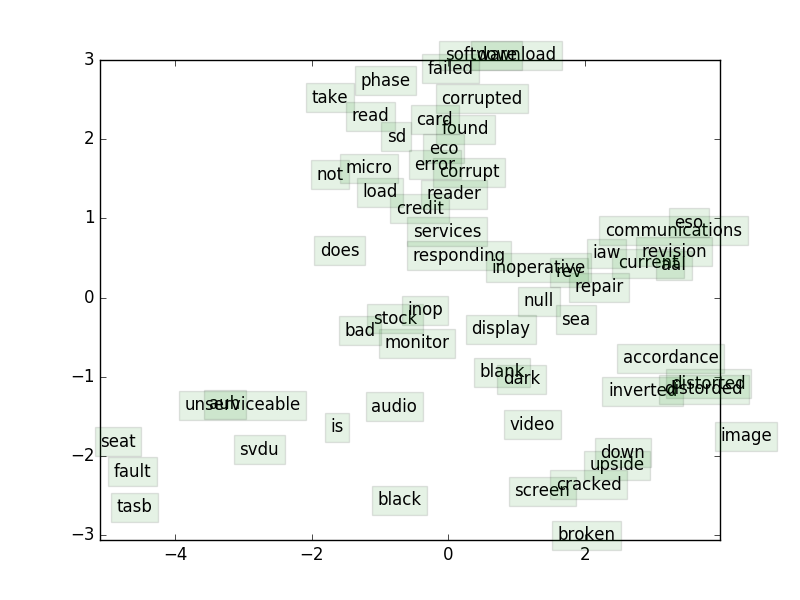 3
software
download
failed
phase
take
corrupted
read
card
found
2
sd
eco
error
micro
not
corrupt
load
reader
credit
1
eso
services
communications
does
responding
iaw
revision
current
aal
inoperative
rev
repair
0
null
inop
stock
sea
bad
display
monitor
accordance
blank
dark
−1
inverted
distorted
distorded
unserviceable
audio
is
video
image
seat
svdu
−2
down
upside
fault
cracked
screen
black
tasb
−3
broken
−4
−2
0
2